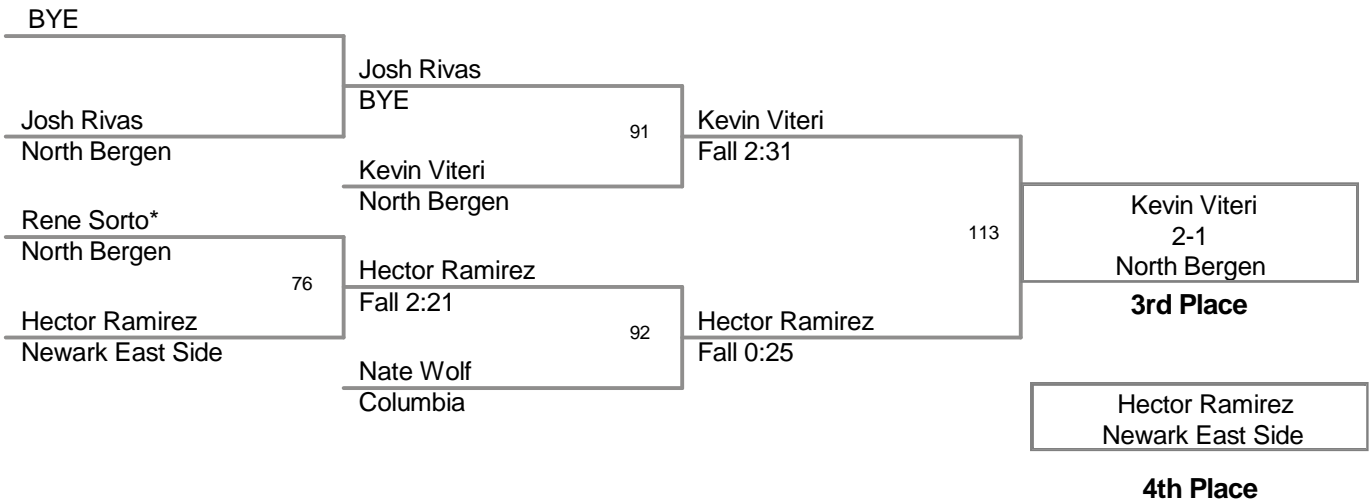 BYE
Josh Rivas
North Bergen
Rene Sorto*
North Bergen
76
Hector Ramirez
Newark East Side
Josh Rivas
BYE
91
Kevin Viteri
North Bergen
Hector Ramirez
Fall 2:21
92
Nate Wolf
Columbia
Kevin Viteri
Fall 2:31
113
Hector Ramirez
Fall 0:25
Kevin Viteri
2-1
North Bergen
3rd Place
Hector Ramirez
Newark East Side
4th Place